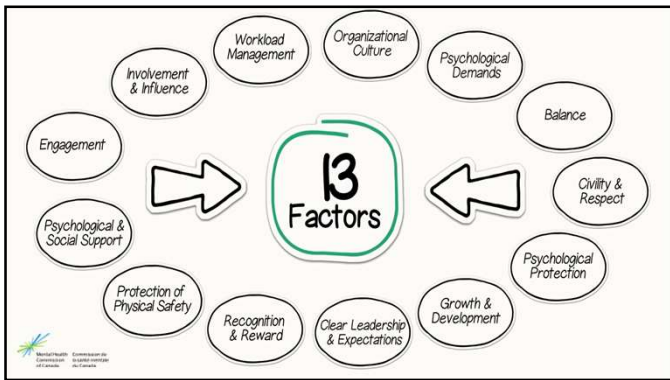 Organizational
Culture
Psychological
Demands
Balance
Civility &
Respect
Psychological
Protection
Growth &
Development
Clear Leadership
& Expectations
Recognition
& Reward
Protection of
Physical Safety
Psychological &
Social Support
Engagement
Involvement
& Influence
Workload
Management
13
Factors
Mental Health
Commission
of Canada
Commission de
la santé mentale
du Canada